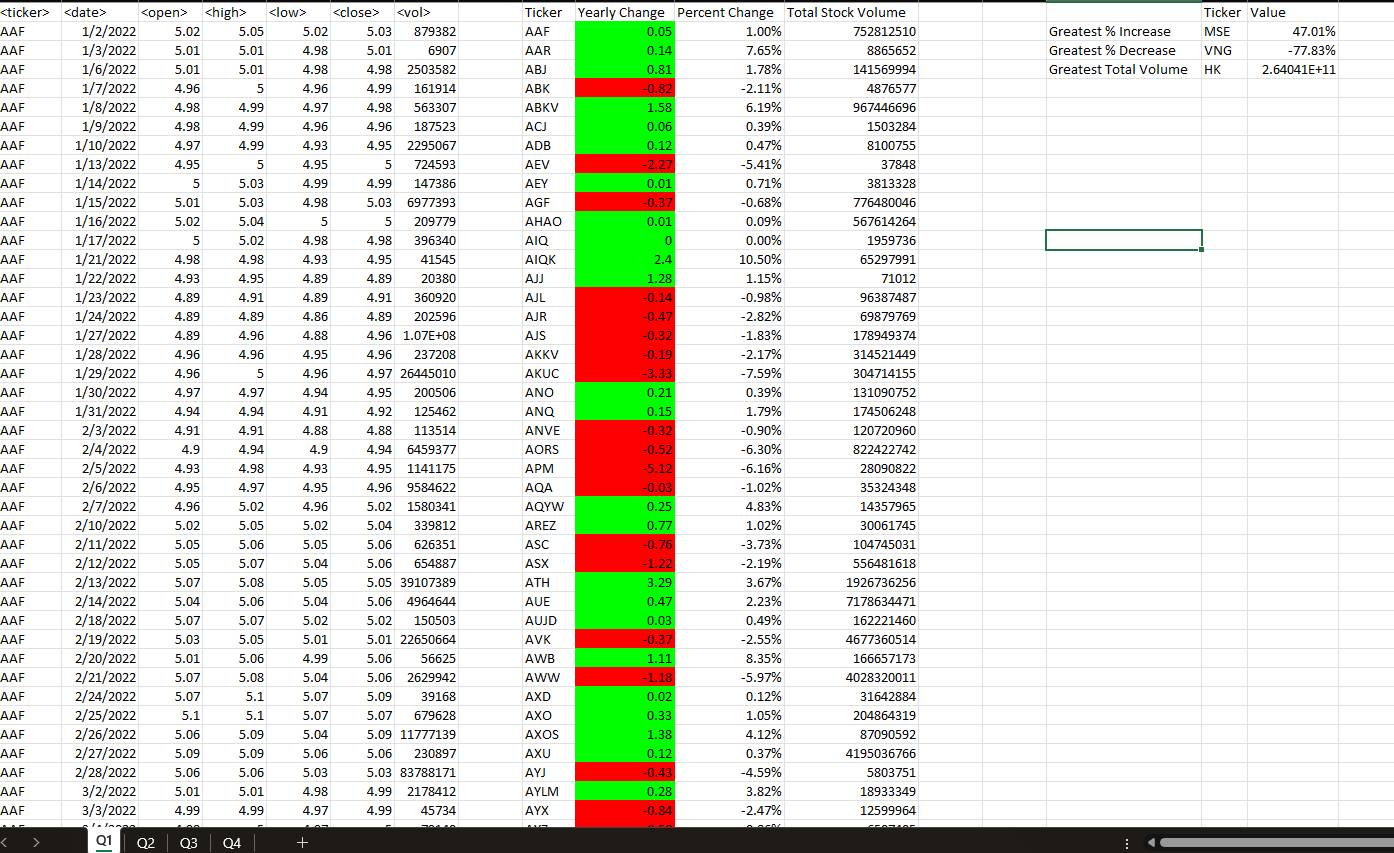 <ticker> <date> <open> <high> <low> <close> <vol> Ticker Yearly Change Percent Change Total Stock Volume Ticker Value
AAF 1/2/2022 5.02 5.05 5.02 5.03 879382 AAF 0.05 1.00% 752812510 Greatest % Increase MSE 47.01%
AAF 1/3/2022 5.01 5.01 4.98 5.01 6907 AAR 0.14 7.65% 8865652 Greatest % Decrease VNG -77.83%
AAF 1/6/2022 5.01 5.01 4.98 4.98 2503582 ABJ 0.81 1.78% 141569994 Greatest Total Volume HK 2.64041E+11
AAF 1/7/2022 4.96 5 4.96 4.99 161914 ABK -0.82 -2.11% 4876577
AAF 1/8/2022 4.98 4.99 4.97 4.98 563307 ABKV 1.58 6.19% 967446696
AAF 1/9/2022 4.98 4.99 4.96 4.96 187523 ACJ 0.06 0.39% 1503284
AAF 1/10/2022 4.97 4.99 4.93 4.95 2295067 ADB 0.12 0.47% 8100755
AAF 1/13/2022 4.95 5 4.95 5 724593 AEV -2.27 -5.41% 37848
AAF 1/14/2022 5 5.03 4.99 4.99 147386 AEY 0.01 0.71% 3813328
AAF 1/15/2022 5.01 5.03 4.98 5.03 6977393 AGF -0.37 -0.68% 776480046
AAF 1/16/2022 5.02 5.04 5 5 209779 AHAO 0.01 0.09% 567614264
AAF 1/17/2022 5 5.02 4.98 4.98 396340 AIQ 0 0.00% 1959736
AAF 1/21/2022 4.98 4.98 4.93 4.95 41545 AIQK 2.4 10.50% 65297991
AAF 1/22/2022 4.93 4.95 4.89 4.89 20380 AJJ 1.28 1.15% 71012
AAF 1/23/2022 4.89 4.91 4.89 4.91 360920 AJL -0.14 -0.98% 96387487
AAF 1/24/2022 4.89 4.89 4.86 4.89 202596 AJR -0.47 -2.82% 69879769
AAF 1/27/2022 4.89 4.96 4.88 4.96 1.07E+08 AJS -0.32 -1.83% 178949374
AAF 1/28/2022 4.96 4.96 4.95 4.96 237208 AKKV -0.19 -2.17% 314521449
AAF 1/29/2022 4.96 5 4.96 4.97 26445010 AKUC -3.33 -7.59% 304714155
AAF 1/30/2022 4.97 4.97 4.94 4.95 200506 ANO 0.21 0.39% 131090752
AAF 1/31/2022 4.94 4.94 4.91 4.92 125462 ANQ 0.15 1.79% 174506248
AAF 2/3/2022 4.91 4.91 4.88 4.88 113514 ANVE -0.32 -0.90% 120720960
AAF 2/4/2022 4.9 4.94 4.9 4.94 6459377 AORS -0.52 -6.30% 822422742
AAF 2/5/2022 4.93 4.98 4.93 4.95 1141175 APM -5.12 -6.16% 28090822
AAF 2/6/2022 4.95 4.97 4.95 4.96 9584622 AQA -0.03 -1.02% 35324348
AAF 2/7/2022 4.96 5.02 4.96 5.02 1580341 AQYW 0.25 4.83% 14357965
AAF 2/10/2022 5.02 5.05 5.02 5.04 339812 AREZ 0.77 1.02% 30061745
AAF 2/11/2022 5.05 5.06 5.05 5.06 626351 ASC -0.76 -3.73% 104745031
AAF 2/12/2022 5.05 5.07 5.04 5.06 654887 ASX -1.22 -2.19% 556481618
AAF 2/13/2022 5.07 5.08 5.05 5.05 39107389 ATH 3.29 3.67% 1926736256
AAF 2/14/2022 5.04 5.06 5.04 5.06 4964644 AUE 0.47 2.23% 7178634471
AAF 2/18/2022 5.07 5.07 5.02 5.02 150503 AUJD 0.03 0.49% 162221460
AAF 2/19/2022 5.03 5.05 5.01 5.01 22650664 AVK -0.37 -2.55% 4677360514
AAF 2/20/2022 5.01 5.06 4.99 5.06 56625 AWB 1.11 8.35% 166657173
AAF 2/21/2022 5.07 5.08 5.04 5.06 2629942 AWW -1.18 -5.97% 4028320011
AAF 2/24/2022 5.07 5.1 5.07 5.09 39168 AXD 0.02 0.12% 31642884
AAF 2/25/2022 5.1 5.1 5.07 5.07 679628 AXO 0.33 1.05% 204864319
AAF 2/26/2022 5.06 5.09 5.04 5.09 11777139 AXOS 1.38 4.12% 87090592
AAF 2/27/2022 5.09 5.09 5.06 5.06 230897 AXU 0.12 0.37% 4195036766
AAF 2/28/2022 5.06 5.06 5.03 5.03 83788171 AYJ -0.43 -4.59% 5803751
AAF 3/2/2022 5.01 5.01 4.98 4.99 2178412 AYLM 0.28 3.82% 18933349
AAF 3/3/2022 4.99 4.99 4.97 4.99 45734 AYX -0.84 -2.47% 12599964
Q1 Q2 Q3 Q4